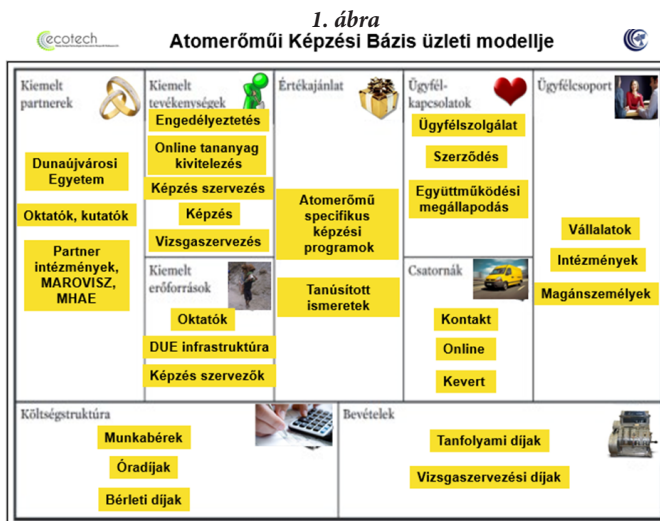 1. ábra
ecotech
Atomerőműi Képzési Bázis üzleti modellje
Kiemelt
partnerek
Dunaújvárosi
Egyetem
Oktatók, kutatók
Partner
intézmények,
MAROVISZ,
MHAE
Kiemelt
tevékenységek
Engedélyeztetés
Online tananyag
kivitelezés
Képzés szervezés
Képzés
Vizsgaszervezés
Kiemelt
erőforrások
Oktatók
DUE infrastruktúra
Képzés szervezők
Értékajánlat
Atomerőmű
specifikus
képzési
programok
Tanúsított
ismeretek
Ügyfél-
kapcsolatok
Ügyfélszolgálat
Szerződés
Együttműködési
megállapodás
Csatornák
Kontakt
Online
Kevert
Ügyfélcsoport
Vállalatok
Intézmények
Magánszemélyek
Költségstruktúra
Munkabérek
Óradíjak
Bérleti díjak
Bevételek
Tanfolyami díjak
Vizsgaszervezési díjak